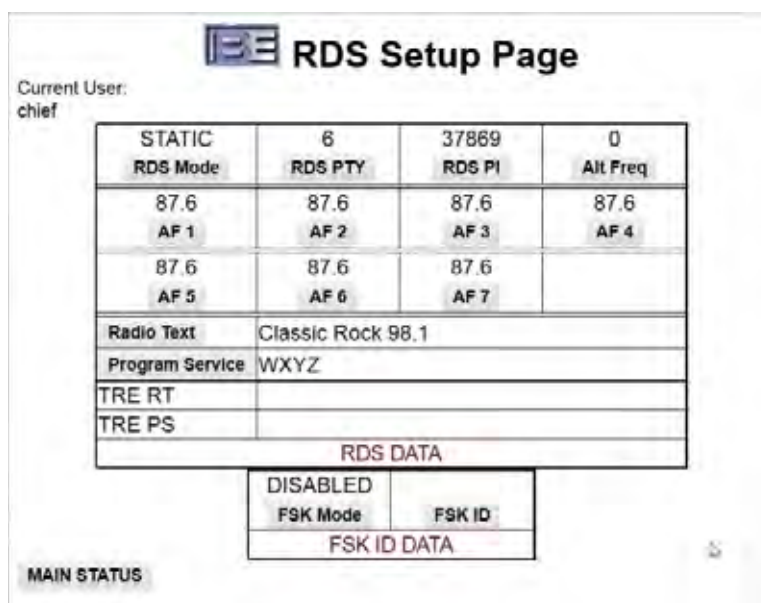 BE RDS Setup Page
Current User:
chief
STATIC 6 37869 0
RDS Mode RDS PTY RDS PI Alt Freq
87.6 87.6 87.6 87.6
AF 1 AF 2 AF 3 AF 4
87.6 87.6 87.6
AF 5 AF 6 AF 7
Radio Text Classic Rock 98.1
Program Service WXYZ
TRE RT
TRE PS
RDS DATA
DISABLED
FSK Mode FSK ID
FSK ID DATA
MAIN STATUS